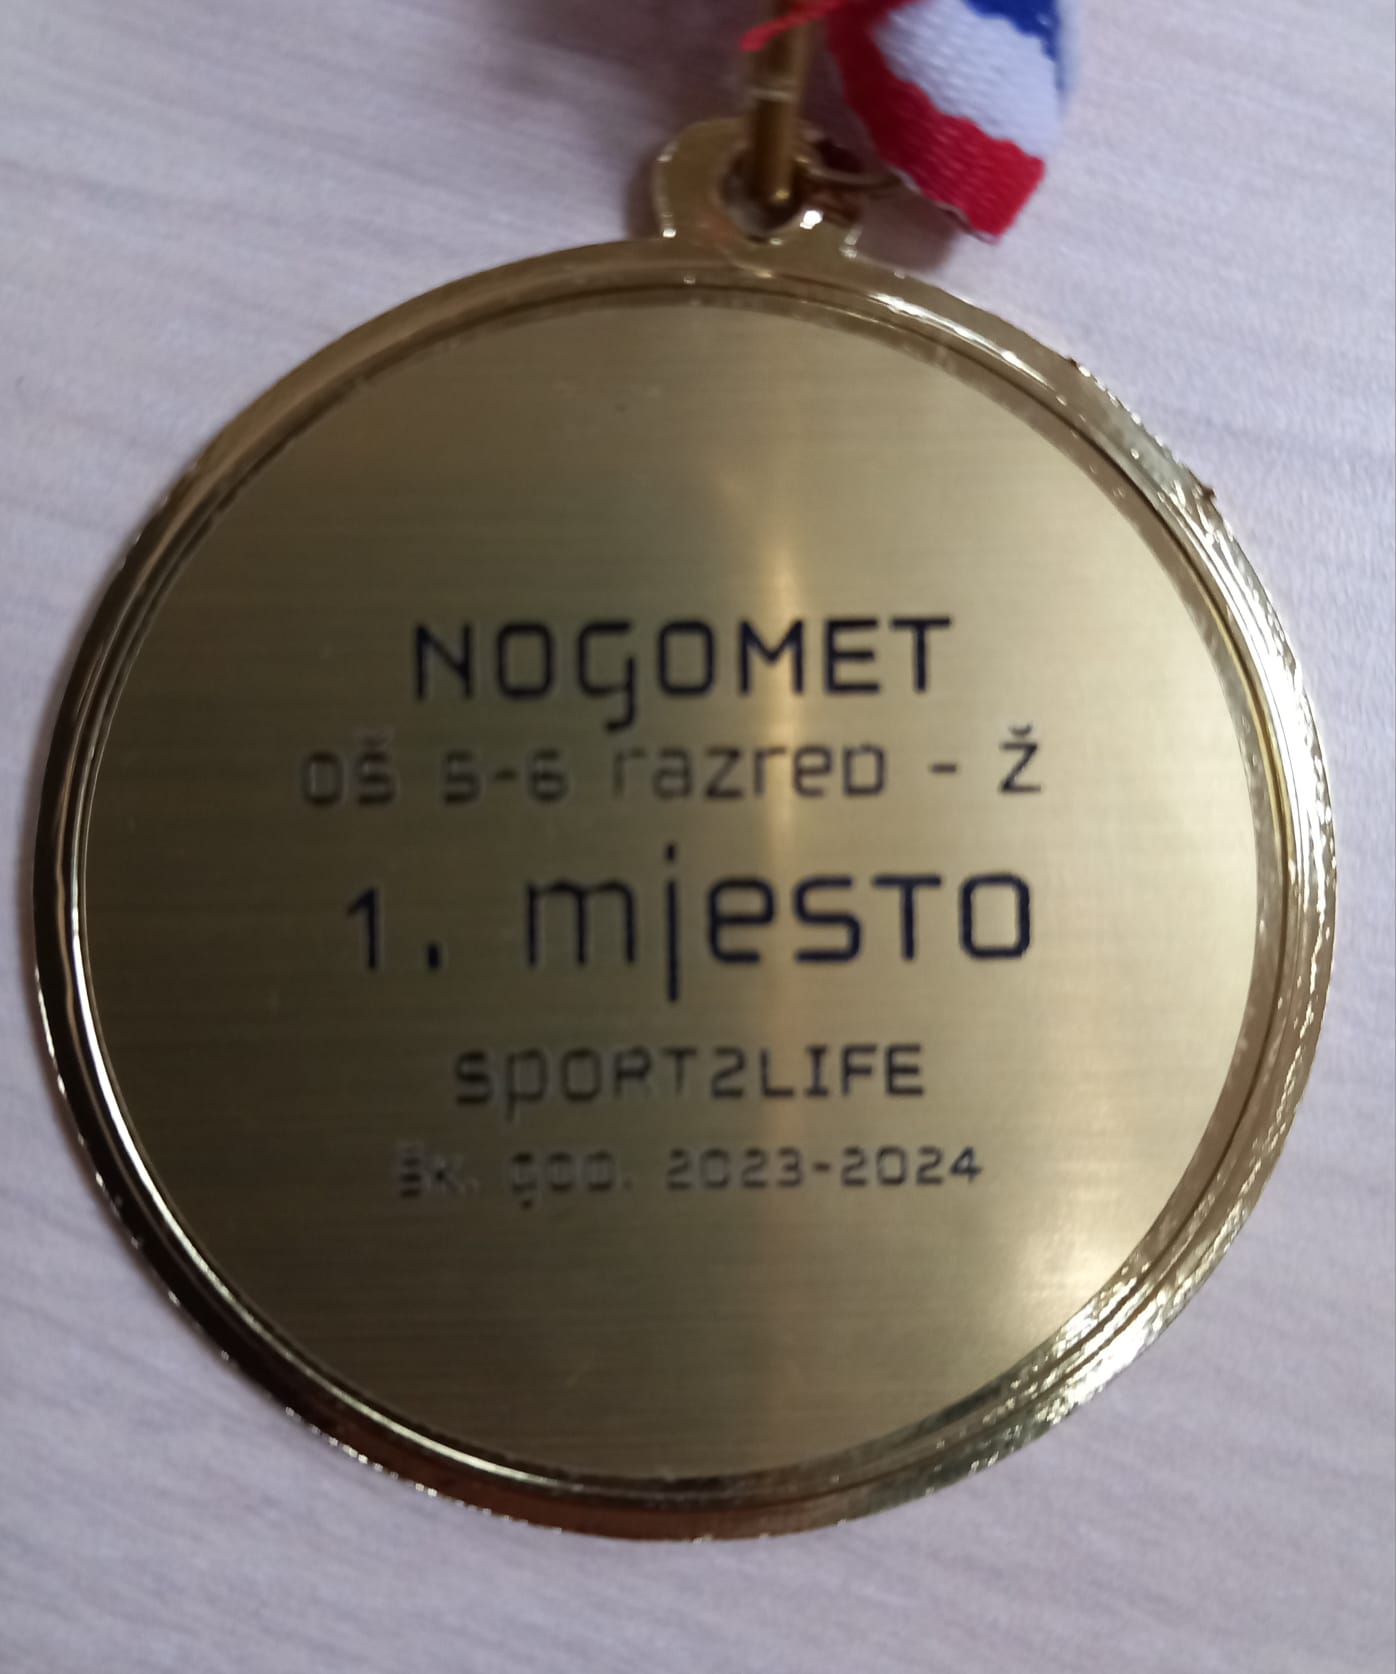 NOgOMET
OŠ 5-6 razred - Ž
1. mjesTO
spORT2LIFE
ŠK. god. 2023-2024